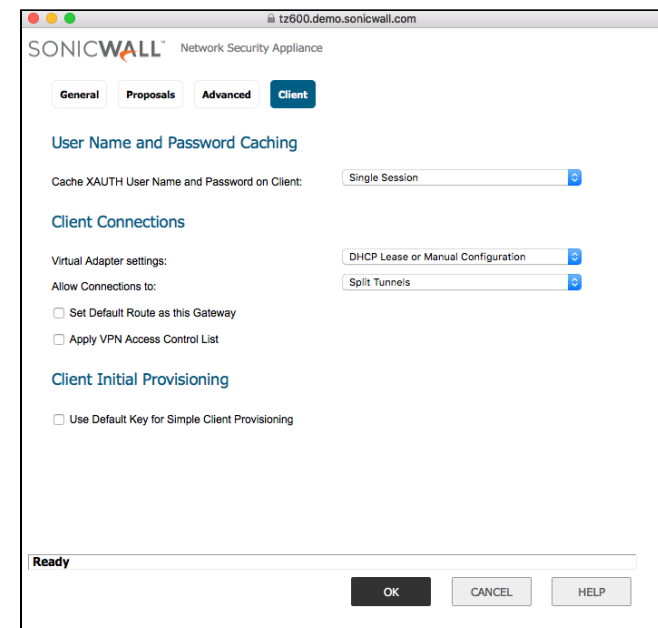 tz600.demo.sonicwall.com
SONICWALL™ Network Security Appliance
General Proposals Advanced Client
User Name and Password Caching
Cache XAUTH User Name and Password on Client: Single Session
Client Connections
Virtual Adapter settings: DHCP Lease or Manual Configuration
Allow Connections to: Split Tunnels
Set Default Route as this Gateway
Apply VPN Access Control List
Client Initial Provisioning
Use Default Key for Simple Client Provisioning
Ready
OK CANCEL HELP